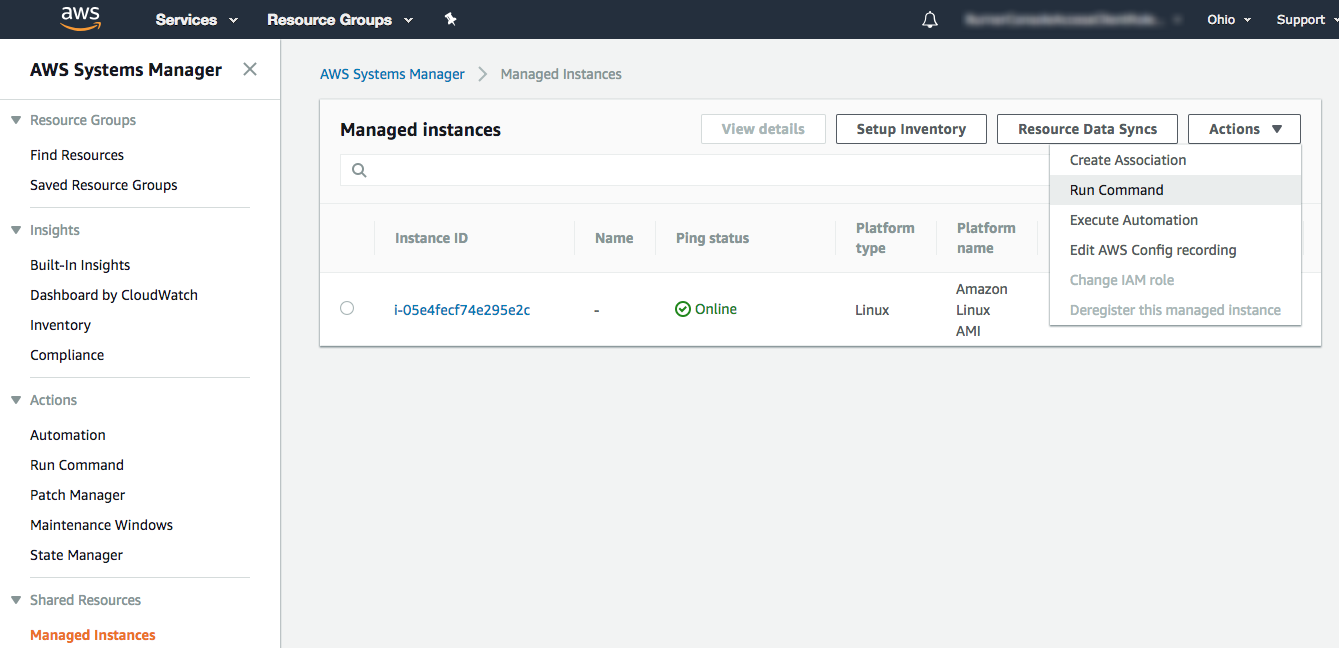 aws
Services
Resource Groups
Ohio
Support
AWS Systems Manager
Resource Groups
Find Resources
Saved Resource Groups
Insights
Built-In Insights
Dashboard by CloudWatch
Inventory
Compliance
Actions
Automation
Run Command
Patch Manager
Maintenance Windows
State Manager
Shared Resources
Managed Instances
AWS Systems Manager > Managed Instances
Managed instances
View details
Setup Inventory
Resource Data Syncs
Actions
Create Association
Run Command
Execute Automation
Edit AWS Config recording
Change IAM role
Deregister this managed instance
Instance ID
Name
Ping status
Platform
type
Platform
name
i-05e4fecf74e295e2c
-
Online
Linux
Amazon
Linux
AMI